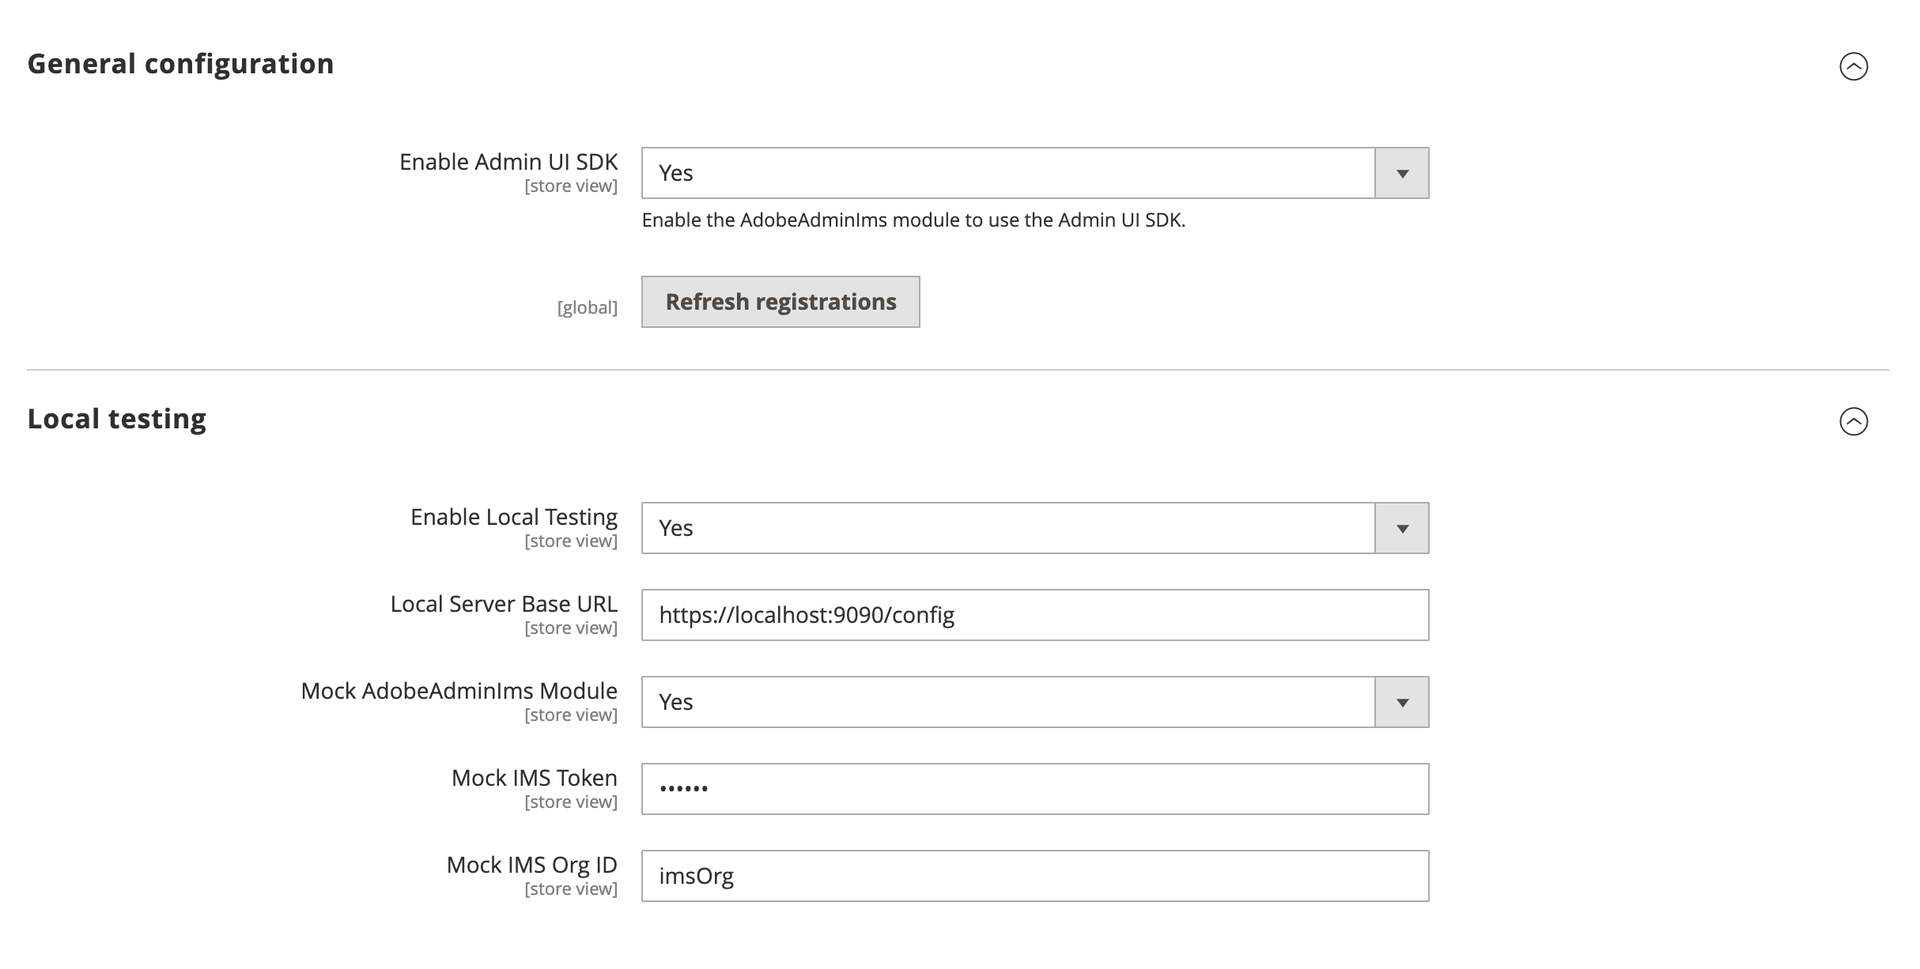 General configuration
Enable Admin UI SDK
[store view]
Yes
Enable the AdobeAdminIms module to use the Admin UI SDK.
[global]
Refresh registrations
Local testing
Enable Local Testing
[store view]
Yes
Local Server Base URL
[store view]
https://localhost:9090/config
Mock AdobeAdminIms Module
[store view]
Yes
Mock IMS Token
[store view]
••••••
Mock IMS Org ID
[store view]
imsOrg